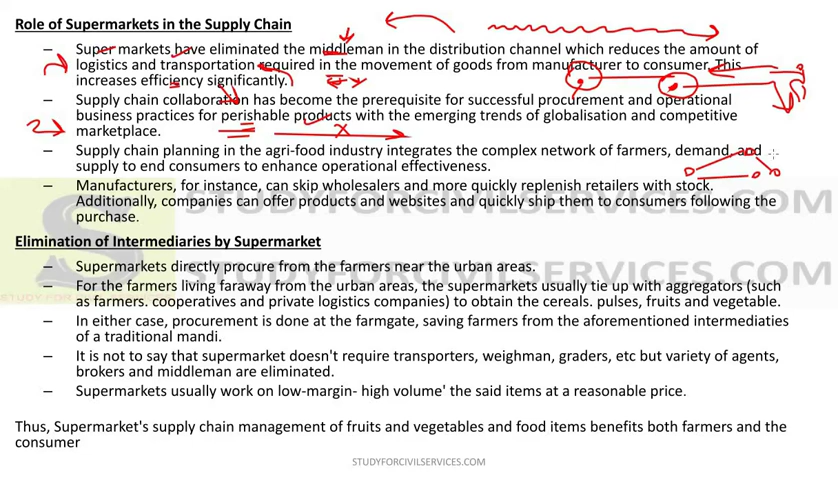 Role of Supermarkets in the Supply Chain
– Super markets have eliminated the middleman in the distribution channel which reduces the amount of
logistics and transportation required in the movement of goods from manufacturer to consumer. This
increases efficiency significantly.
– Supply chain collaboration has become the prerequisite for successful procurement and operational
business practices for perishable products with the emerging trends of globalisation and competitive
marketplace.
– Supply chain planning in the agri-food industry integrates the complex network of farmers, demand, and
supply to end consumers to enhance operational effectiveness.
– Manufacturers, for instance, can skip wholesalers and more quickly replenish retailers with stock.
Additionally, companies can offer products and websites and quickly ship them to consumers following the
purchase.
STUDYFORCIVILSERVICES.COM
Elimination of Intermediaries by Supermarket
– Supermarkets directly procure from the farmers near the urban areas.
– For the farmers living faraway from the urban areas, the supermarkets usually tie up with aggregators (such
as farmers. cooperatives and private logistics companies) to obtain the cereals. pulses, fruits and vegetable.
STUDYFORCIVILSERVICES.COM
– In either case, procurement is done at the farmgate, saving farmers from the aforementioned intermediaties
of a traditional mandi.
– It is not to say that supermarket doesn't require transporters, weighman, graders, etc but variety of agents,
brokers and middleman are eliminated.
– Supermarkets usually work on low-margin- high volume' the said items at a reasonable price.
Thus, Supermarket's supply chain management of fruits and vegetables and food items benefits both farmers and the
consumer
STUDYFORCIVILSERVICES.COM